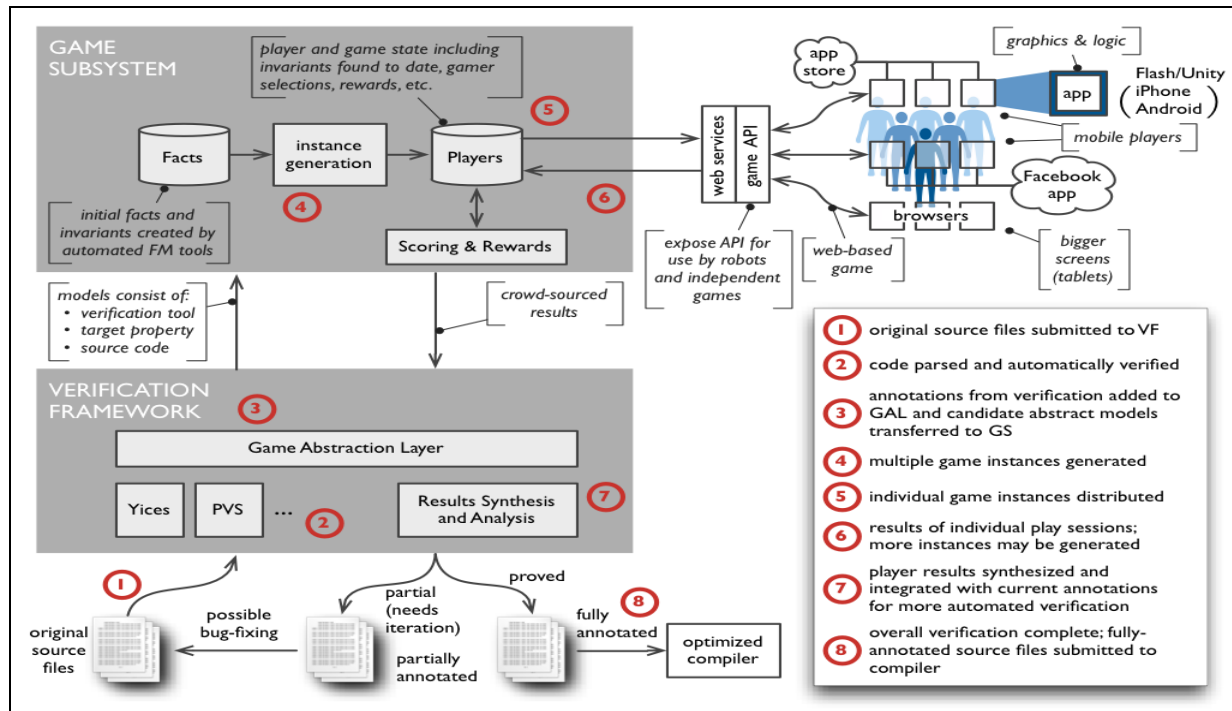 GAME
SUBSYSTEM
player and game state including
invariants found to date, gamer
selections, rewards, etc.
Facts
instance
generation
Players
4
5
6
initial facts and
invariants created by
automated FM tools
Scoring & Rewards
web services
game API
app
store
graphics & logic
app
Flash/Unity
iPhone
Android
mobile players
Facebook
app
browsers
expose API for
use by robots
and independent
games
web-based
game
bigger
screens
(tablets)
models consist of:
• verification tool
• target property
• source code
crowd-sourced
results
VERIFICATION
FRAMEWORK
3
Game Abstraction Layer
Yices
PVS
...
2
Results Synthesis
and Analysis
7
1
original
source
files
possible
bug-fixing
partial
(needs
iteration)
partially
annotated
proved
8
fully
annotated
optimized
compiler
1 original source files submitted to VF
2 code parsed and automatically verified
3 annotations from verification added to
GAL and candidate abstract models
transferred to GS
4 multiple game instances generated
5 individual game instances distributed
6 results of individual play sessions;
more instances may be generated
7 player results synthesized and
integrated with current annotations
for more automated verification
8 overall verification complete; fully-
annotated source files submitted to
compiler